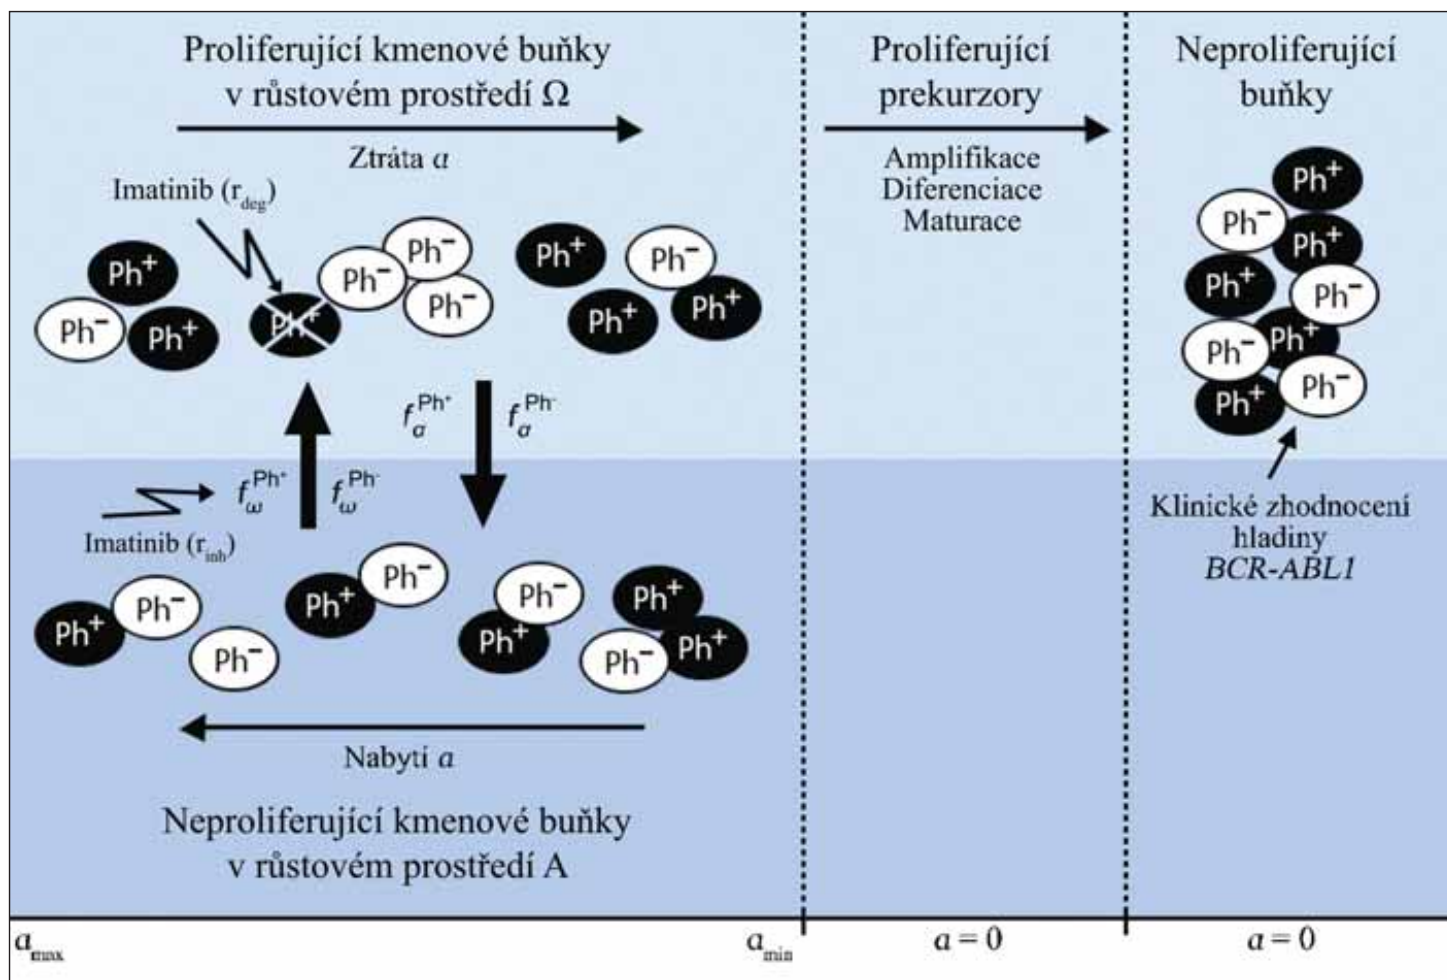 Proliferující kmenové buňky
v růstovém prostředí Ω
Ztráta a
Imatinib (r_deg)
Ph⁺
Ph⁻
Ph⁺
Ph⁺
Ph⁻
Ph⁻
Ph⁻
Ph⁺
Ph⁻
Ph⁺
Ph⁺
f_α^Ph⁺
f_α^Ph⁻
f_ω^Ph⁺
f_ω^Ph⁻
Imatinib (r_inh)
Ph⁺
Ph⁻
Ph⁻
Ph⁺
Ph⁻
Ph⁻
Ph⁺
Ph⁺
Ph⁻
Ph⁺
Nabytí a
Neproliferující kmenové buňky
v růstovém prostředí A
Proliferující
prekurzory
Amplifikace
Diferenciace
Maturace
Neproliferující
buňky
Ph⁺
Ph⁻
Ph⁺
Ph⁺
Ph⁻
Ph⁻
Ph⁺
Ph⁻
Ph⁺
Klinické zhodnocení
hladiny
BCR-ABL1
a_max
a_min
a = 0
a = 0